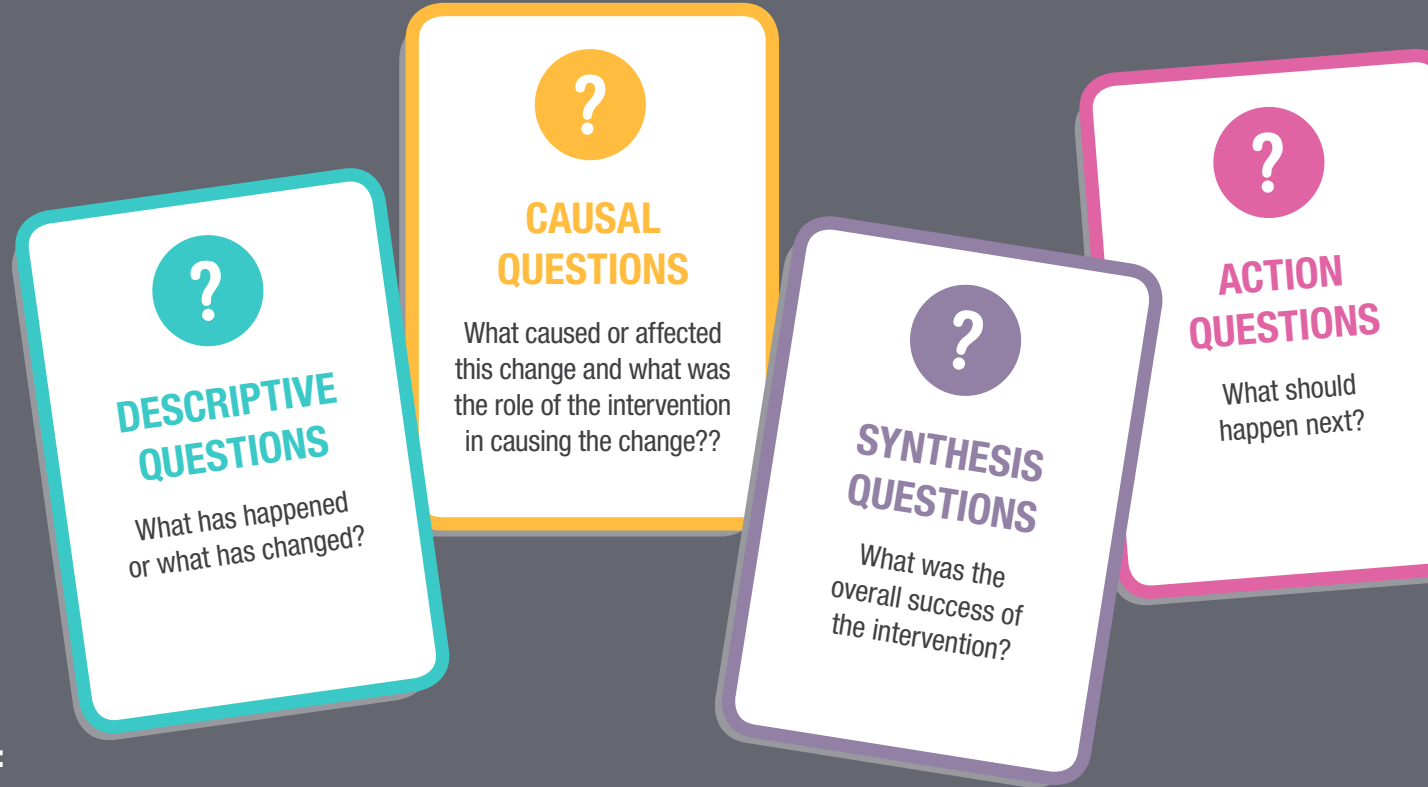 ?
DESCRIPTIVE
QUESTIONS
What has happened
or what has changed?
?
CAUSAL
QUESTIONS
What caused or affected
this change and what was
the role of the intervention
in causing the change??
?
SYNTHESIS
QUESTIONS
What was the
overall success of
the intervention?
?
ACTION
QUESTIONS
What should
happen next?
: